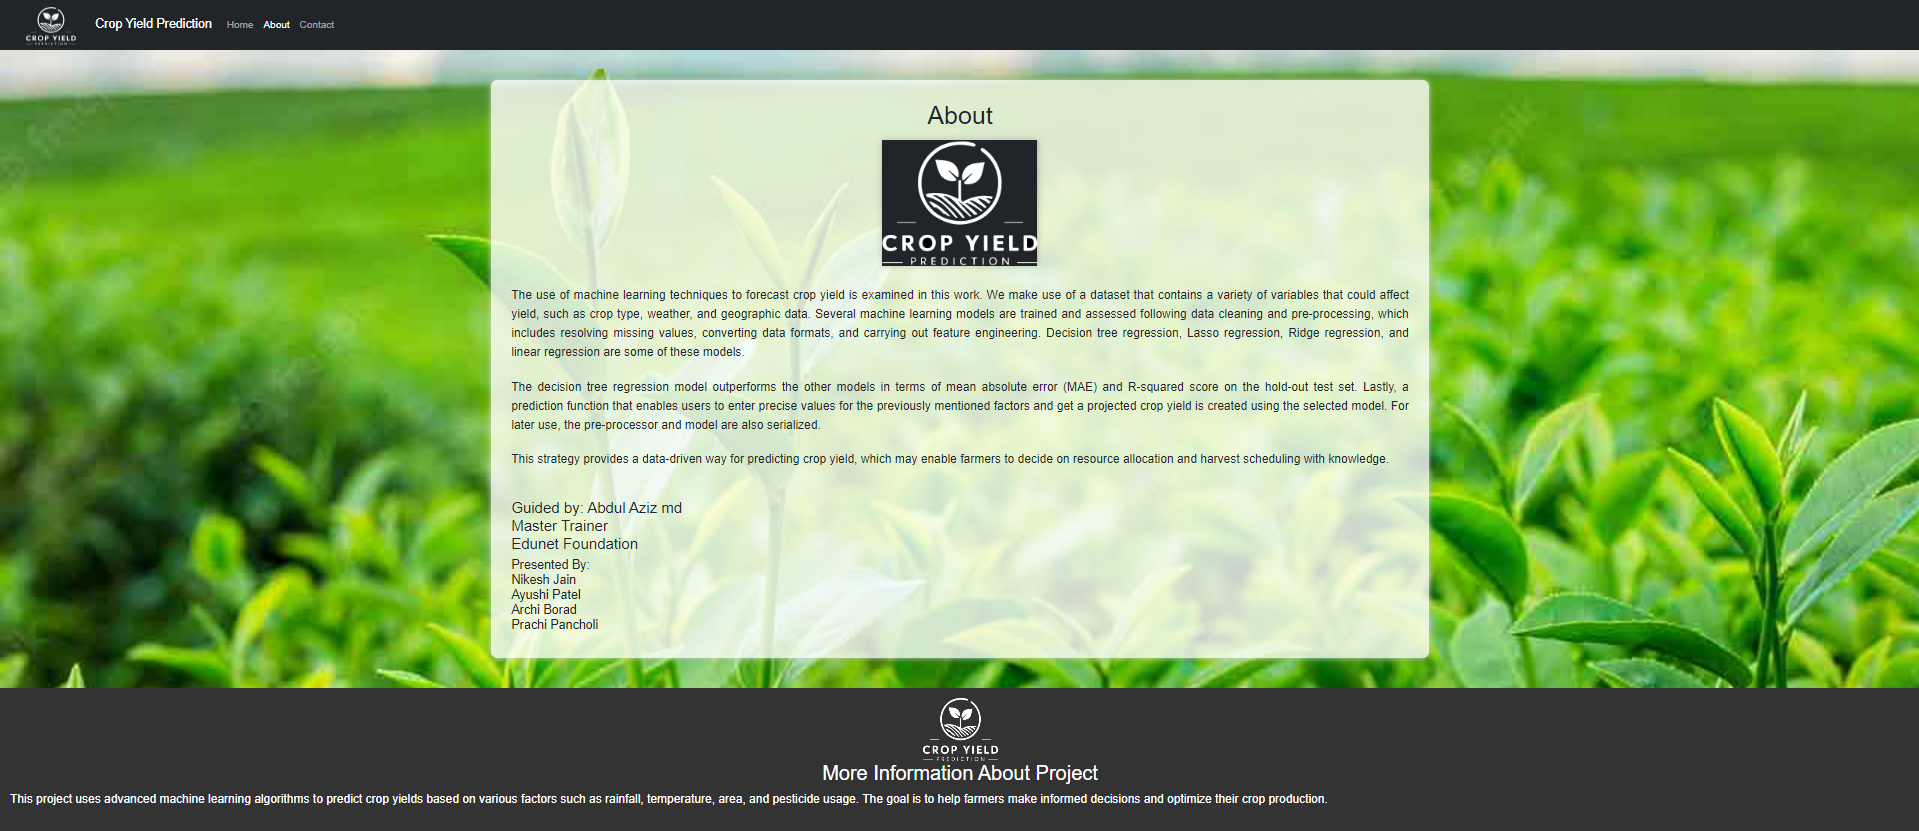 CROP YIELD
PREDICTION
Crop Yield Prediction Home About Contact
About
CROP YIELD
PREDICTION
The use of machine learning techniques to forecast crop yield is examined in this work. We make use of a dataset that contains a variety of variables that could affect
yield, such as crop type, weather, and geographic data. Several machine learning models are trained and assessed following data cleaning and pre-processing, which
includes resolving missing values, converting data formats, and carrying out feature engineering. Decision tree regression, Lasso regression, Ridge regression, and
linear regression are some of these models.
The decision tree regression model outperforms the other models in terms of mean absolute error (MAE) and R-squared score on the hold-out test set. Lastly, a
prediction function that enables users to enter precise values for the previously mentioned factors and get a projected crop yield is created using the selected model. For
later use, the pre-processor and model are also serialized.
This strategy provides a data-driven way for predicting crop yield, which may enable farmers to decide on resource allocation and harvest scheduling with knowledge.
Guided by: Abdul Aziz md
Master Trainer
Edunet Foundation
Presented By:
Nikesh Jain
Ayushi Patel
Archi Borad
Prachi Pancholi
CROP YIELD
PREDICTION
More Information About Project
This project uses advanced machine learning algorithms to predict crop yields based on various factors such as rainfall, temperature, area, and pesticide usage. The goal is to help farmers make informed decisions and optimize their crop production.